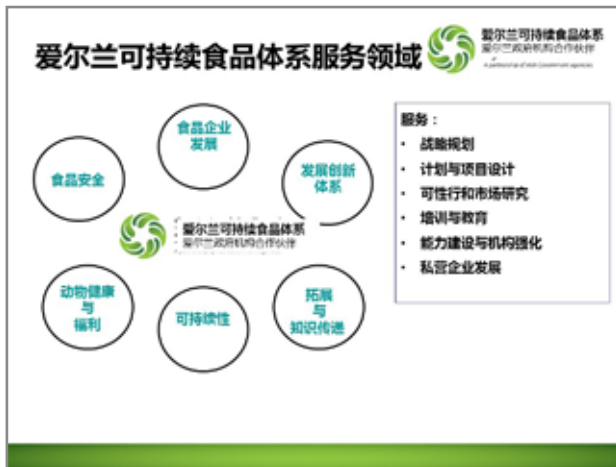 爱尔兰可持续食品体系服务领域
爱尔兰可持续食品体系
爱尔兰政府机构合作伙伴
A partnership of Irish Government agencies
食品企业
发展
食品安全
发展创新
体系
爱尔兰可持续食品体系
爱尔兰政府机构合作伙伴
动物健康
与
福利
可持续性
拓展
与
知识传递
服务：
• 战略规划
• 计划与项目设计
• 可性行和市场研究
• 培训与教育
• 能力建设与机构强化
• 私营企业发展